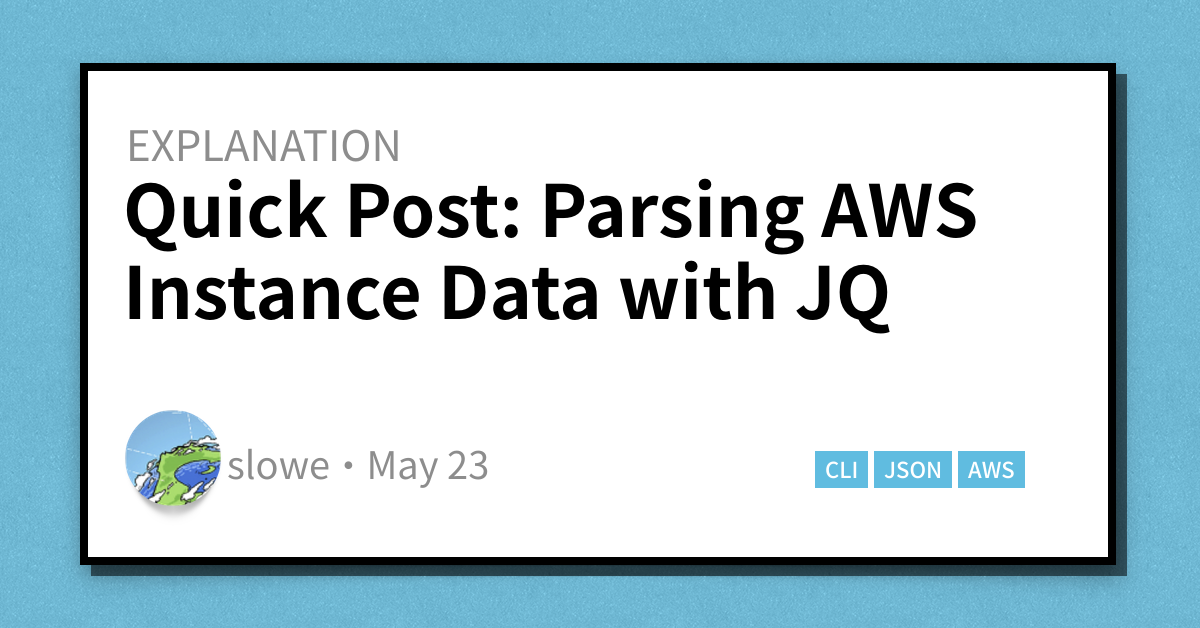 EXPLANATION
Quick Post: Parsing AWS
Instance Data with JQ
slowe • May 23
CLI JSON AWS